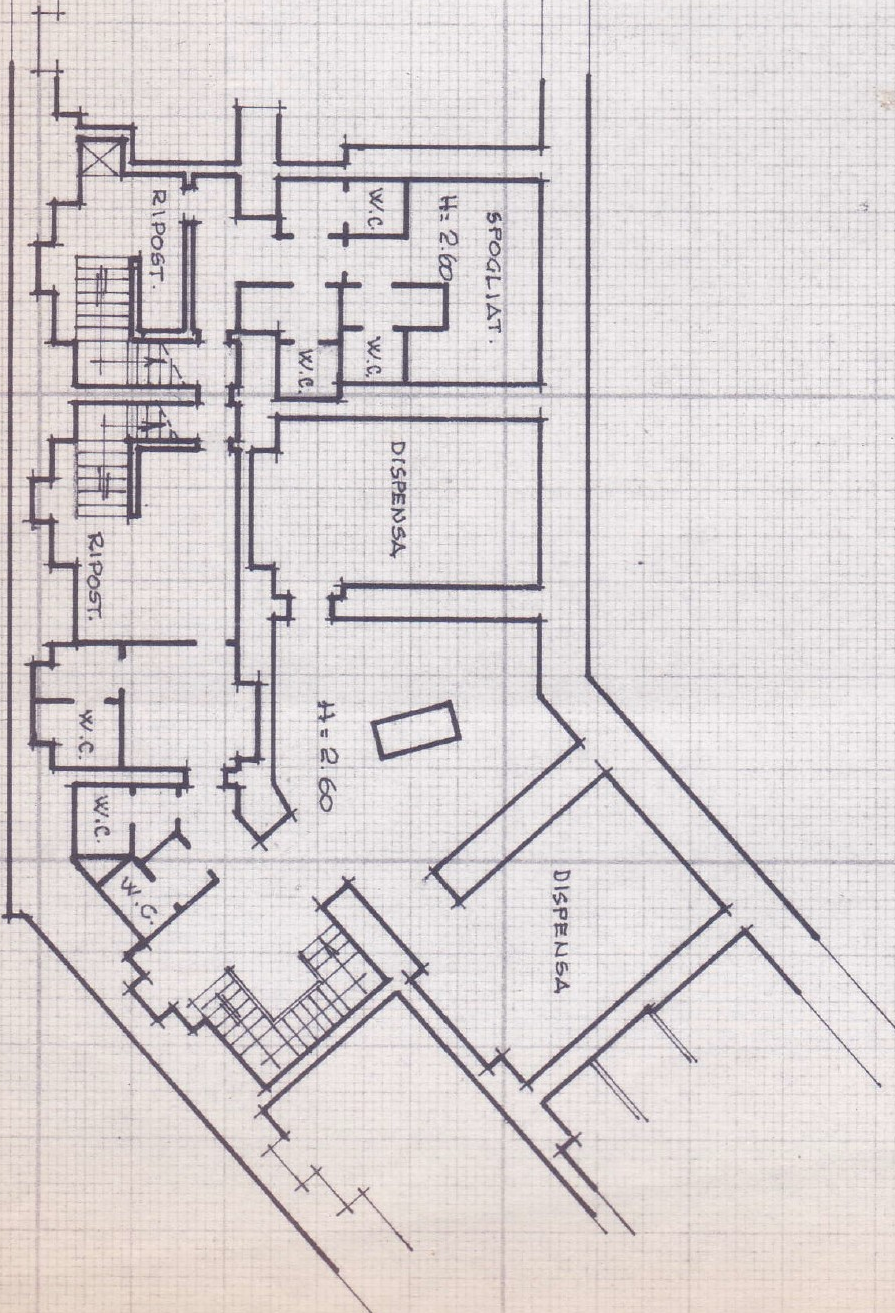 SPOGLIAT.
H= 2.60
W.C.
W.C.
W.C.
RIPOST.
DISPENSA
RIPOST.
H= 2.60
W.C.
W.C.
W.C.
DISPENSA